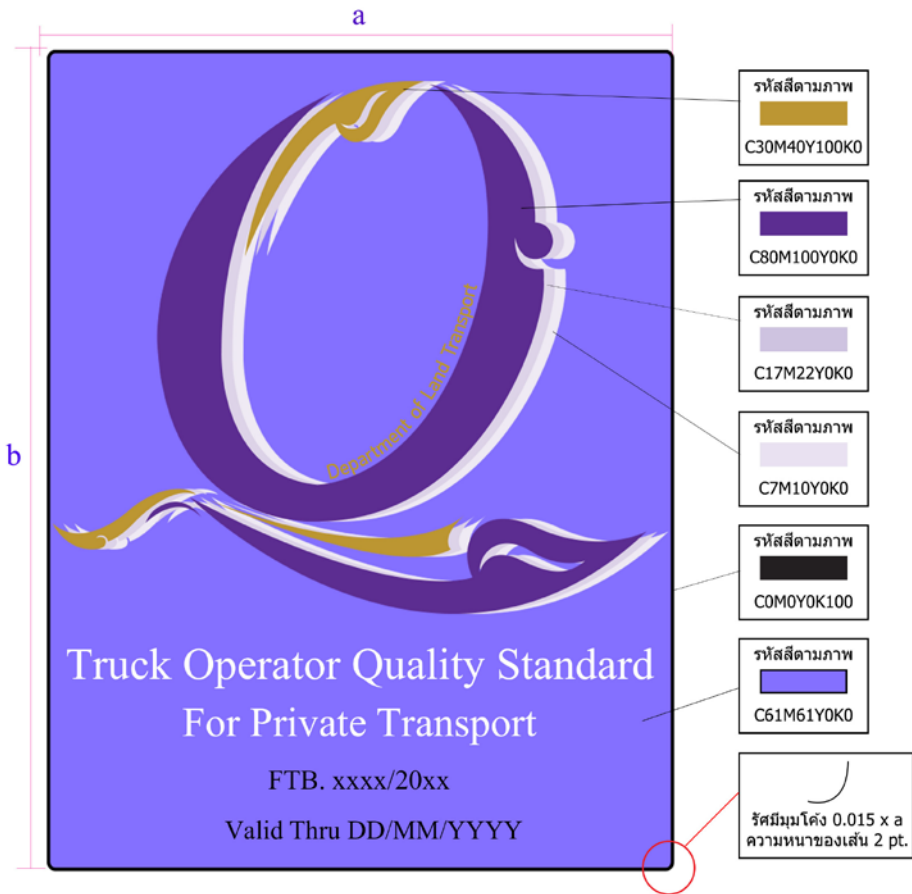 a
b
Department of Land Transport
Truck Operator Quality Standard
For Private Transport
FTB. xxxx/20xx
Valid Thru DD/MM/YYYY
รหัสสีตามภาพ
C30M40Y100K0
รหัสสีตามภาพ
C80M100Y0K0
รหัสสีตามภาพ
C17M22Y0K0
รหัสสีตามภาพ
C7M10Y0K0
รหัสสีตามภาพ
C0M0Y0K100
รหัสสีตามภาพ
C61M61Y0K0
รัศมีมุมโค้ง 0.015 x a
ความหนาของเส้น 2 pt.